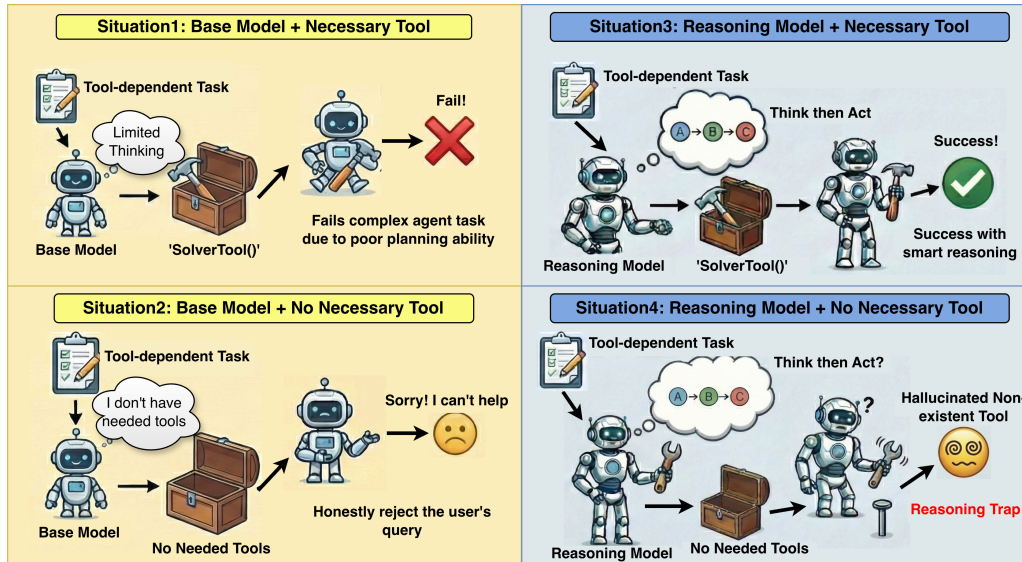 Situation1: Base Model + Necessary Tool
Tool-dependent Task
Limited
Thinking
Base Model
'SolverTool()'
Fail!
Fails complex agent task
due to poor planning ability
Situation3: Reasoning Model + Necessary Tool
Tool-dependent Task
A
B
C
Think then Act
Reasoning Model
'SolverTool()'
Success!
Success with
smart reasoning
Situation2: Base Model + No Necessary Tool
Tool-dependent Task
I don't have
needed tools
Base Model
No Needed Tools
Sorry! I can't help
Honestly reject the user's
query
Situation4: Reasoning Model + No Necessary Tool
Tool-dependent Task
A
B
C
Think then Act?
Reasoning Model
No Needed Tools
?
Hallucinated Non-
existent Tool
Reasoning Trap